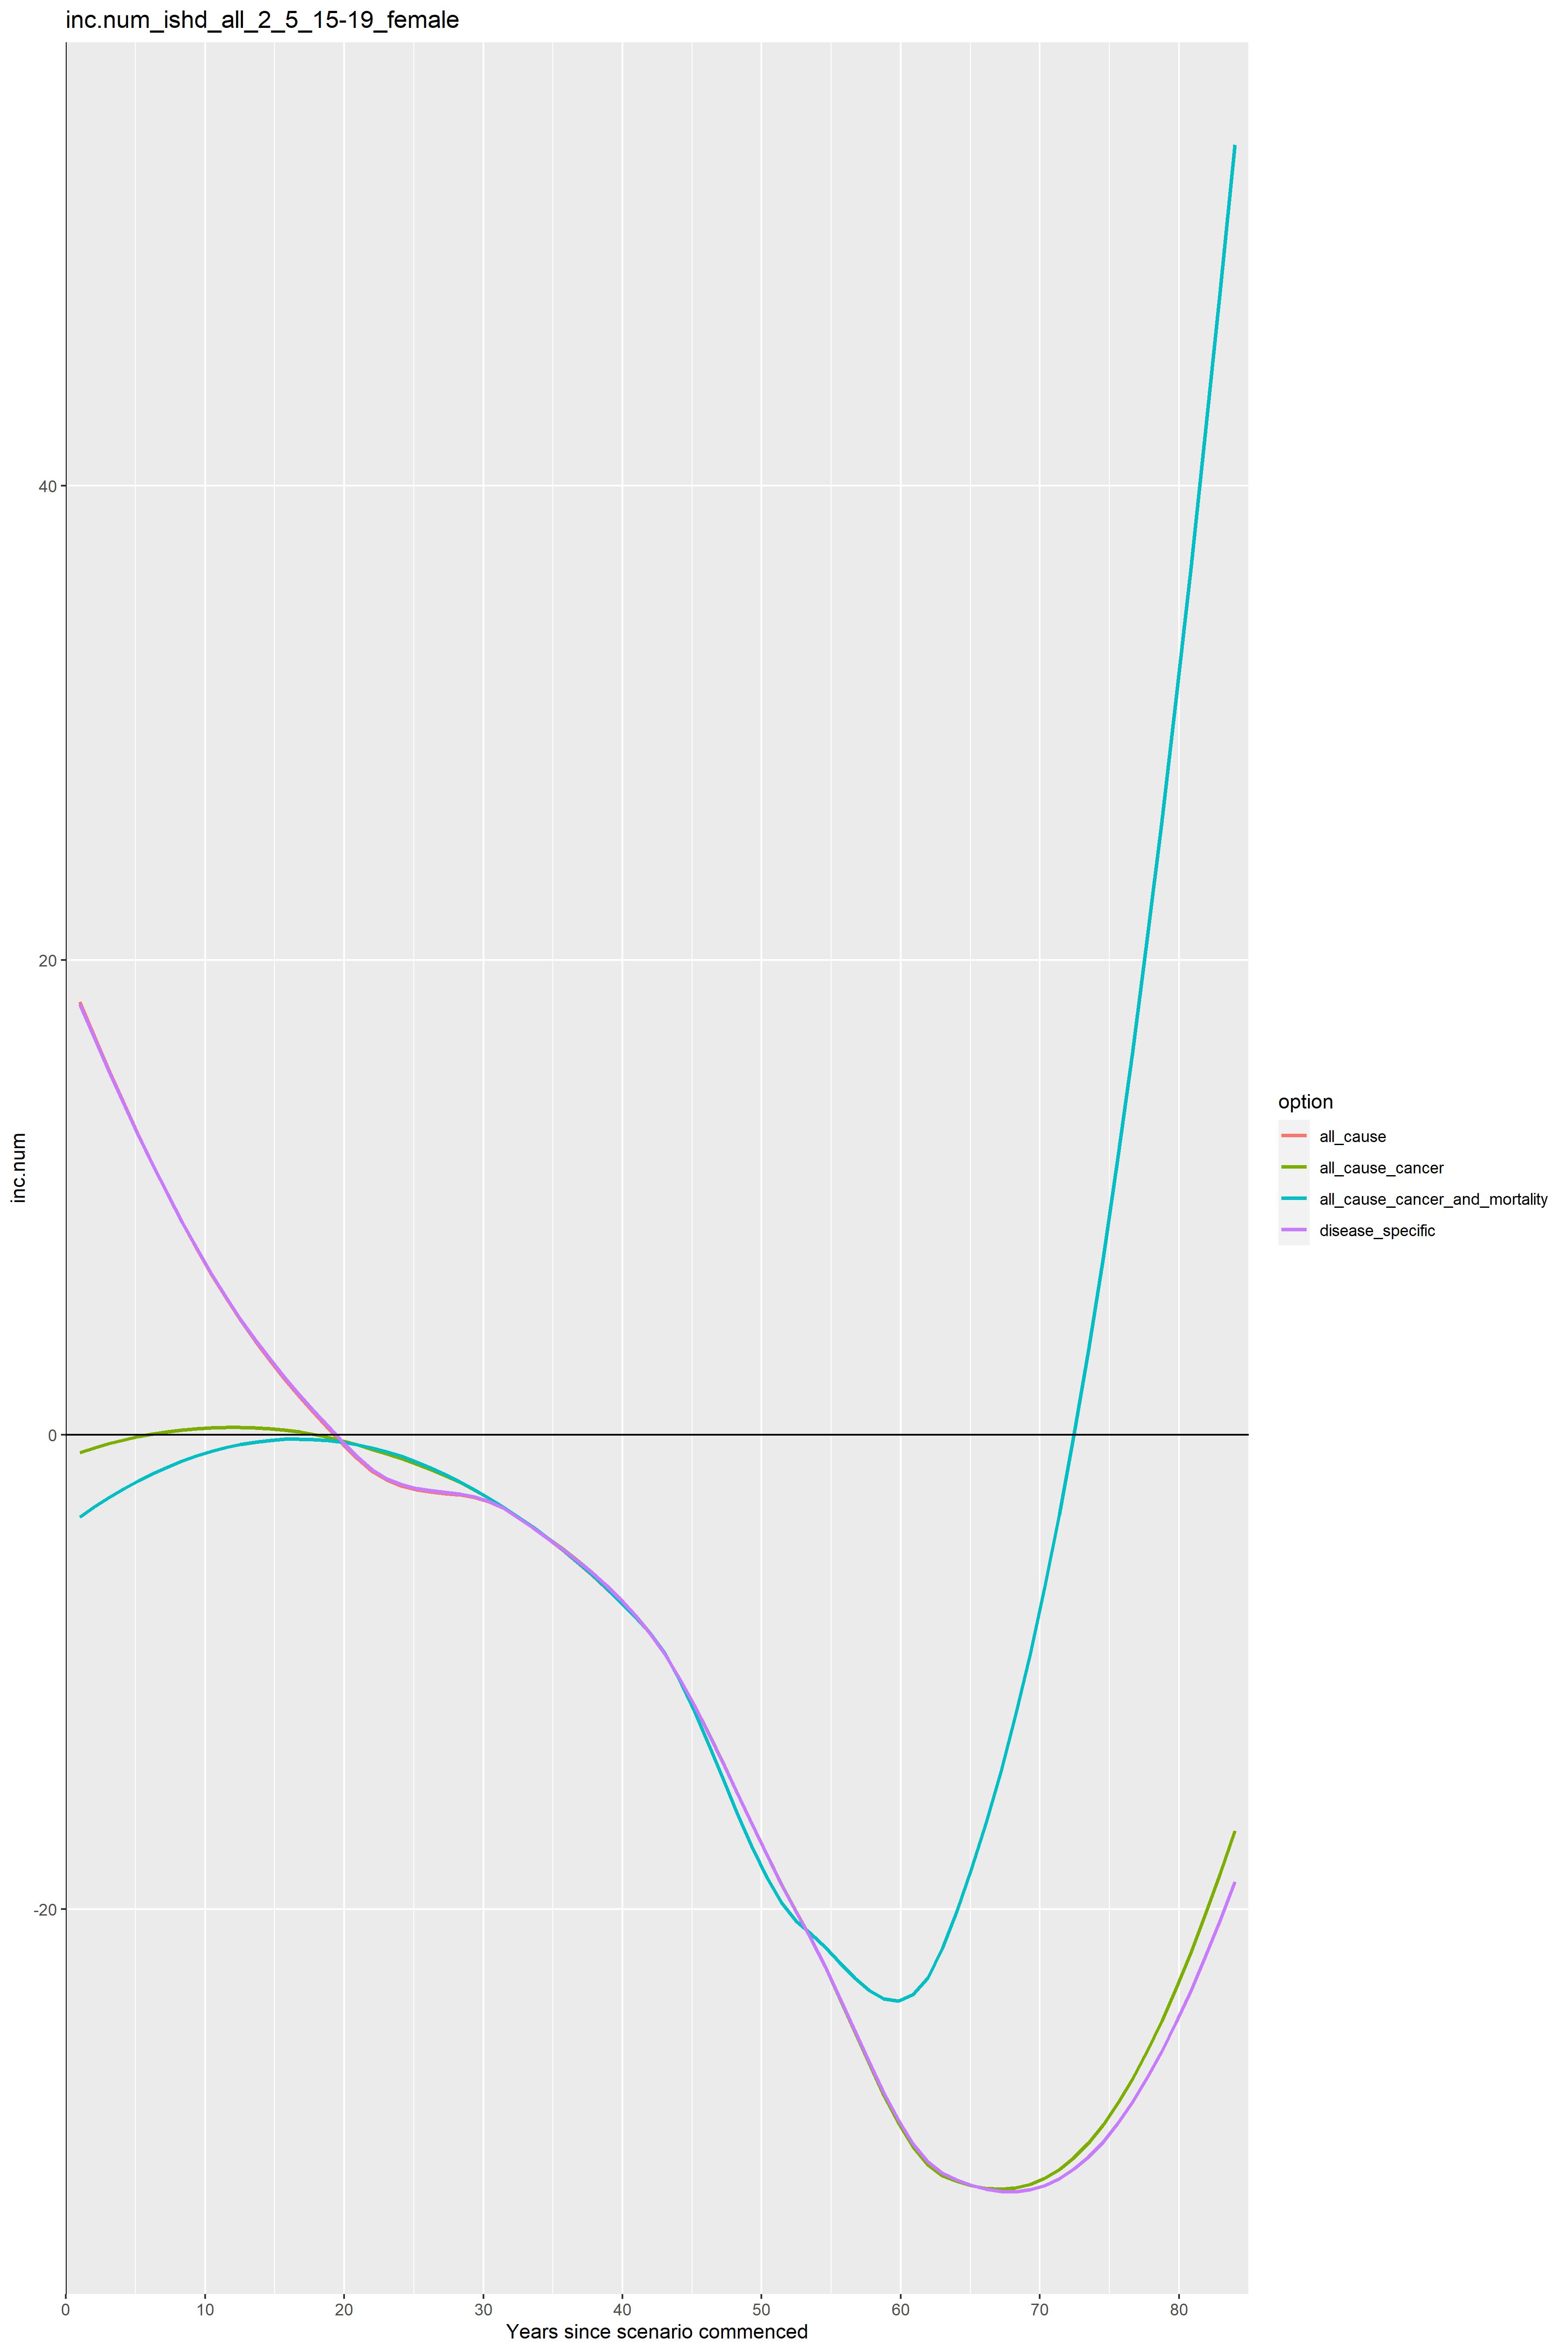 inc.num_ishd_all_2_5_15-19_female
inc.num
40
20
0
-20
0 10 20 30 40 50 60 70 80
Years since scenario commenced
option
all_cause
all_cause_cancer
all_cause_cancer_and_mortality
disease_specific